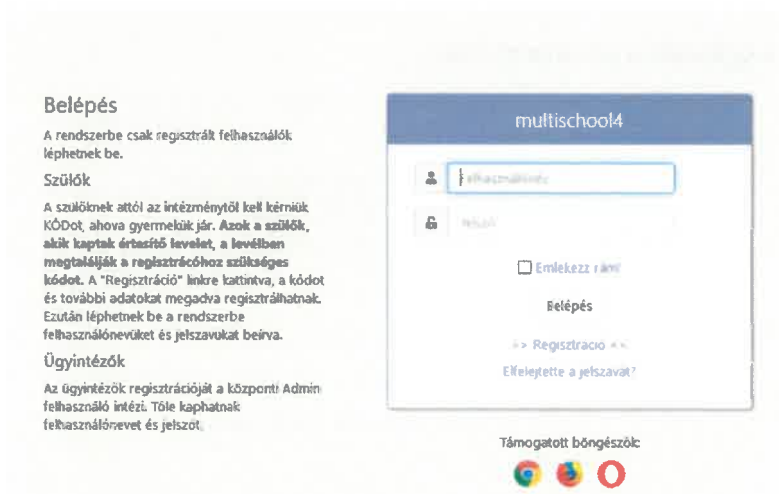 Belépés
A rendszerbe csak regisztrált felhasználók
léphetnek be.
Szülők
A szülőknek attól az intézménytől kell kérniük
KÓDot, ahova gyermekük jár. Azok a szülők,
akik kaptak értesítő levelet, a levélben
megtalálják a regisztrációhoz szükséges
kódot. A "Regisztráció" linkre kattintva, a kódot
és további adatokat megadva regisztrálhatnak.
Ezután léphetnek be a rendszerbe
felhasználónevüket és jelszavukat beírva.
Ügyintézők
Az ügyintézők regisztrációját a központi Admin
felhasználó intézi. Tőle kaphatnak
felhasználónevet és jelszót.
multischool4
Felhasználónév
Jelszó
Emlékezz rám!
Belépés
>> Regisztráció <<
Elfelejtette a jelszavát?
Támogatott böngészők: